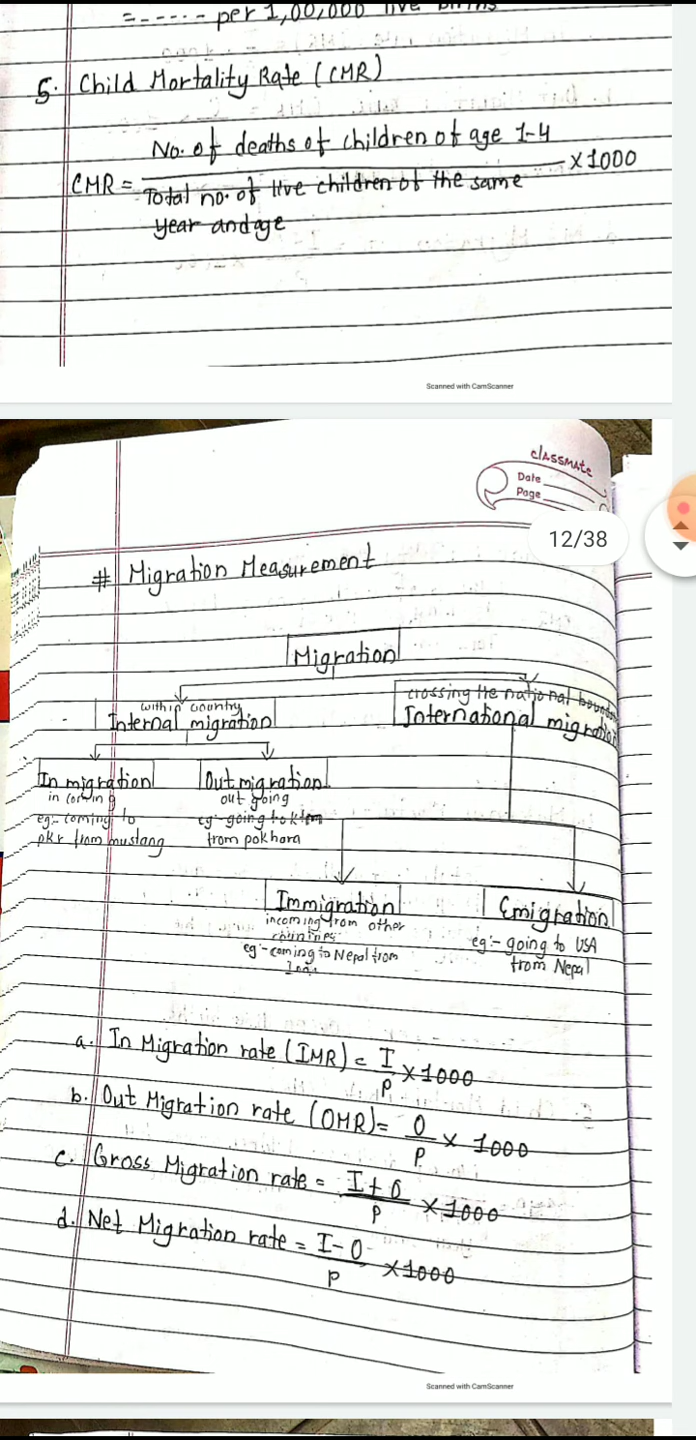 =------ per 1,00,000 live births
5. Child Mortality Rate (CMR)
CMR = No. of deaths of children of age 1-4
Total no. of live children of the same
year and age
×1000
Scanned with CamScanner
classmate
Date
Page
12/38
# Migration Measurement
Migration
within country
Internal migration
crossing the national
International migration
In migration
in coming
eg:- coming to
pkr from mustang
Out migration
out going
eg:- going to ktm
from pokhara
Immigration
incoming from other
countries
eg:- coming to Nepal from
Emigration
eg:- going to USA
from Nepal
a. In Migration rate (IMR) = I/P ×1000
b. Out Migration rate (OMR) = O/P × 1000
c. Gross Migration rate = I+O/P ×1000
d. Net Migration rate = I-O/P ×1000
Scanned with CamScanner